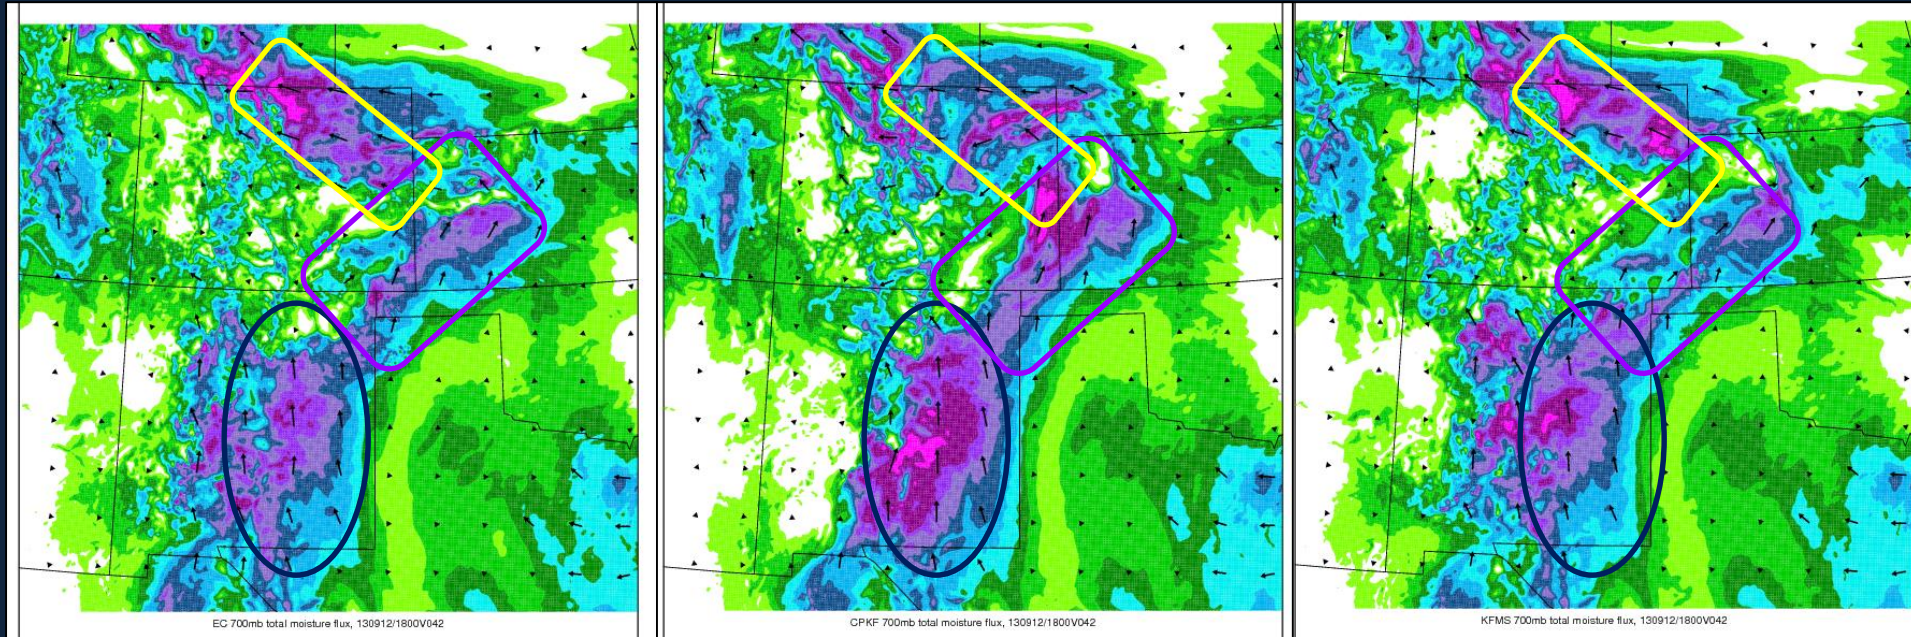 EC 700mb total moisture flux, 130912/1800V042
CPKF 700mb total moisture flux, 130912/1800V042
KFMS 700mb total moisture flux, 130912/1800V042